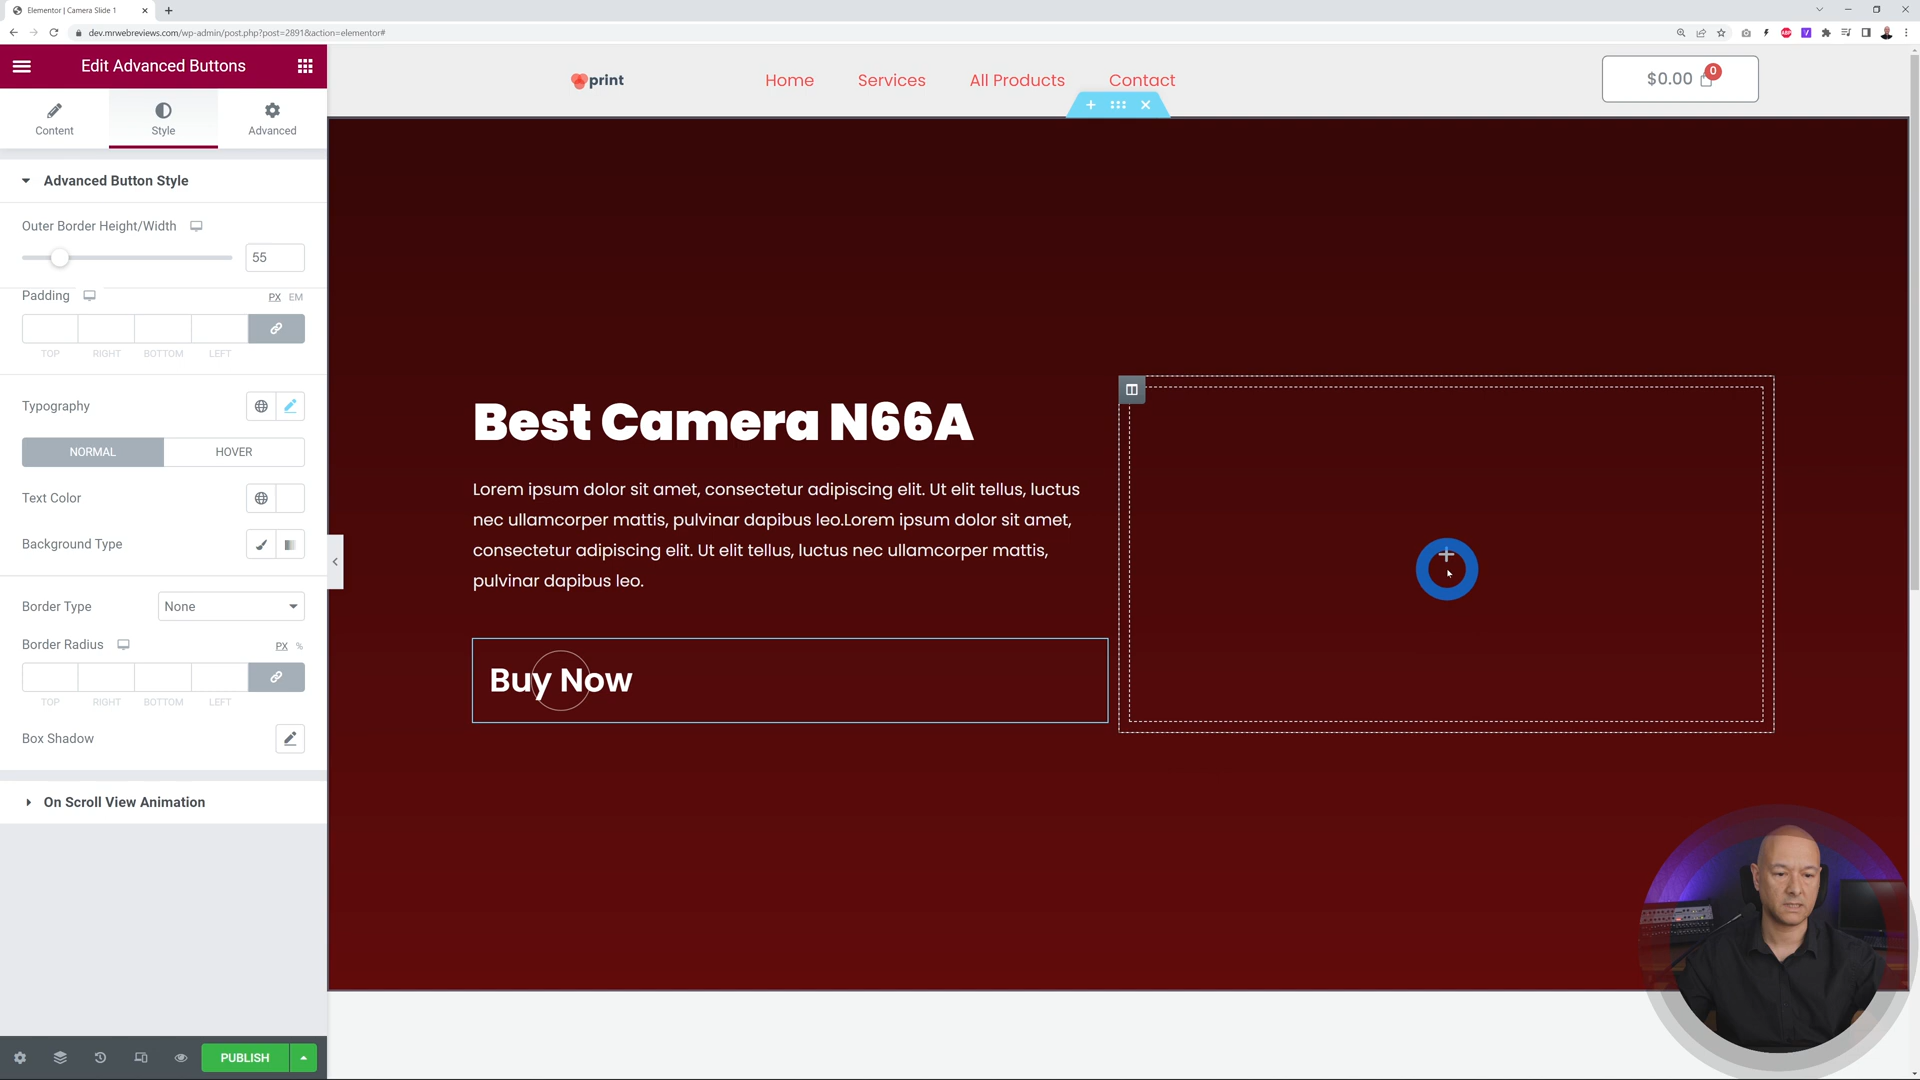 Elementor | Camera Slide 1
dev.mrwebreviews.com/wp-admin/post.php?post=2891&action=elementor#
Edit Advanced Buttons
Content
Style
Advanced
Advanced Button Style
Outer Border Height/Width
55
Padding
PX EM
TOP RIGHT BOTTOM LEFT
Typography
NORMAL HOVER
Text Color
Background Type
Border Type
None
Border Radius
PX %
TOP RIGHT BOTTOM LEFT
Box Shadow
On Scroll View Animation
PUBLISH
print
Home
Services
All Products
Contact
$0.00
0
Best Camera N66A
Lorem ipsum dolor sit amet, consectetur adipiscing elit. Ut elit tellus, luctus
nec ullamcorper mattis, pulvinar dapibus leo.Lorem ipsum dolor sit amet,
consectetur adipiscing elit. Ut elit tellus, luctus nec ullamcorper mattis,
pulvinar dapibus leo.
Buy Now